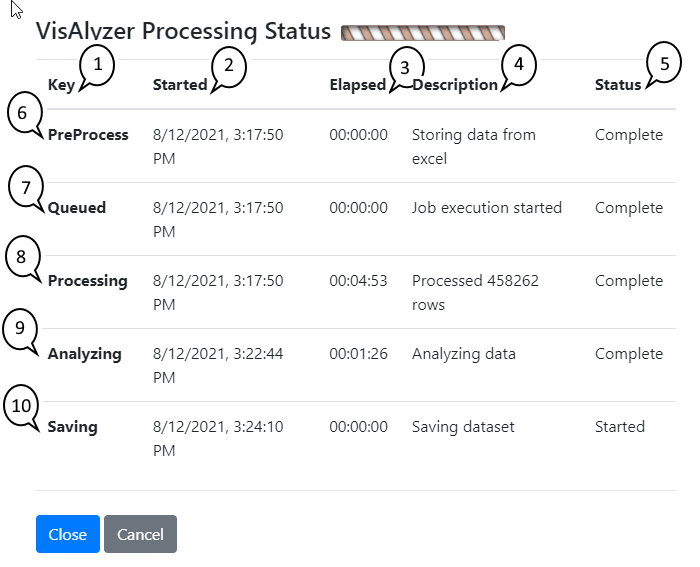 VisAlyzer Processing Status
1 2 3 4 5
Key Started Elapsed Description Status
6
PreProcess 8/12/2021, 3:17:50 00:00:00 Storing data from Complete
PM excel
7
Queued 8/12/2021, 3:17:50 00:00:00 Job execution started Complete
PM
8
Processing 8/12/2021, 3:17:50 00:04:53 Processed 458262 Complete
PM rows
9
Analyzing 8/12/2021, 3:22:44 00:01:26 Analyzing data Complete
PM
10
Saving 8/12/2021, 3:24:10 00:00:00 Saving dataset Started
PM
Close Cancel